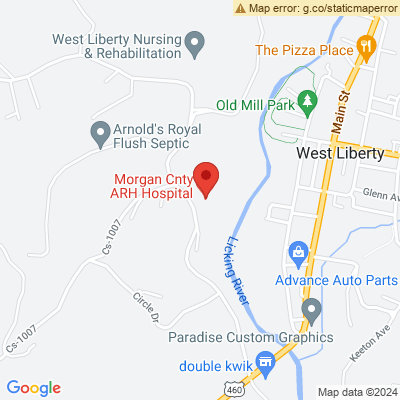 Map error: g.co/staticmaperror
West Liberty Nursing
& Rehabilitation
The Pizza Place
Main St
Old Mill Park
Arnold's Royal
Flush Septic
West Liberty
Morgan Cnty
ARH Hospital
Glenn Av
Cs-1007
Licking River
Advance Auto Parts
Circle Dr
Paradise Custom Graphics
Cs-1007
Keeton Ave
double kwik
460
Google
Map data ©2024